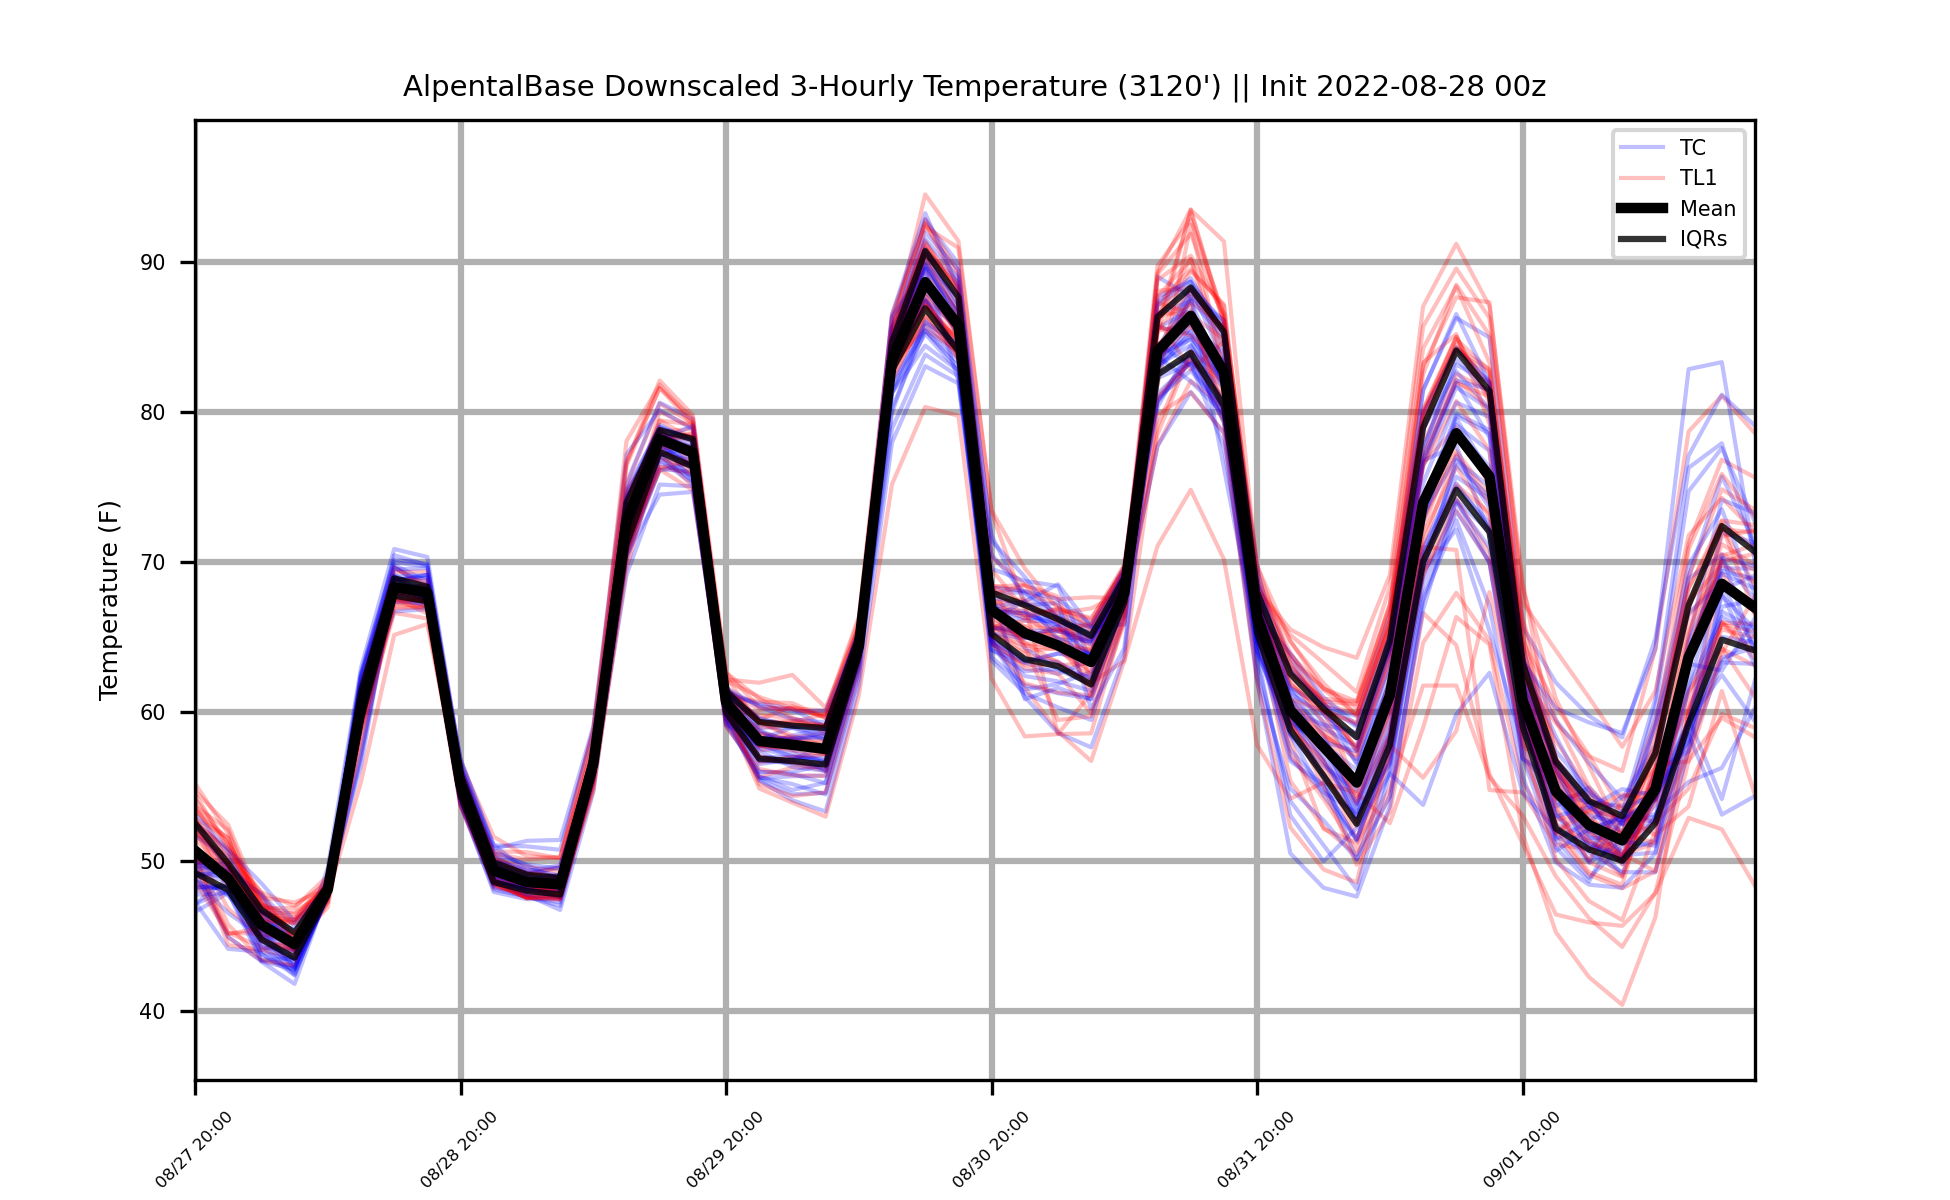 AlpentalBase Downscaled 3-Hourly Temperature (3120') || Init 2022-08-28 00z
TC
TL1
Mean
IQRs
Temperature (F)
90
80
70
60
50
40
08/27 20:00
08/28 20:00
08/29 20:00
08/30 20:00
08/31 20:00
09/01 20:00